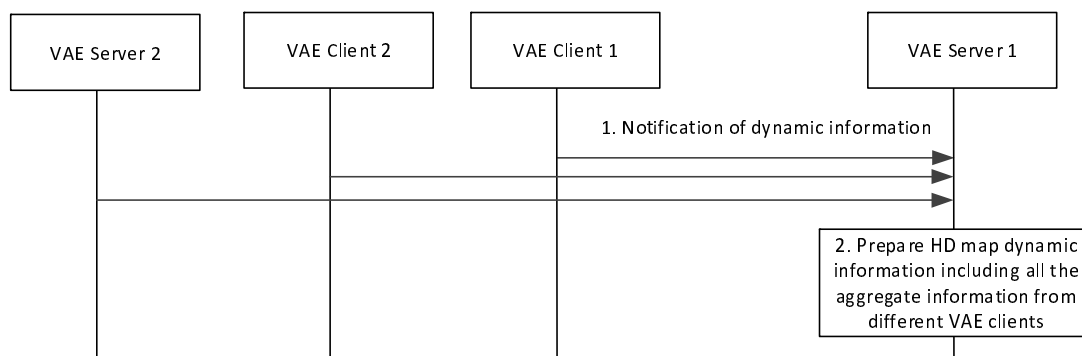 VAE Server 2
VAE Client 2
VAE Client 1
VAE Server 1
1. Notification of dynamic information
2. Prepare HD map dynamic
information including all the
aggregate information from
different VAE clients